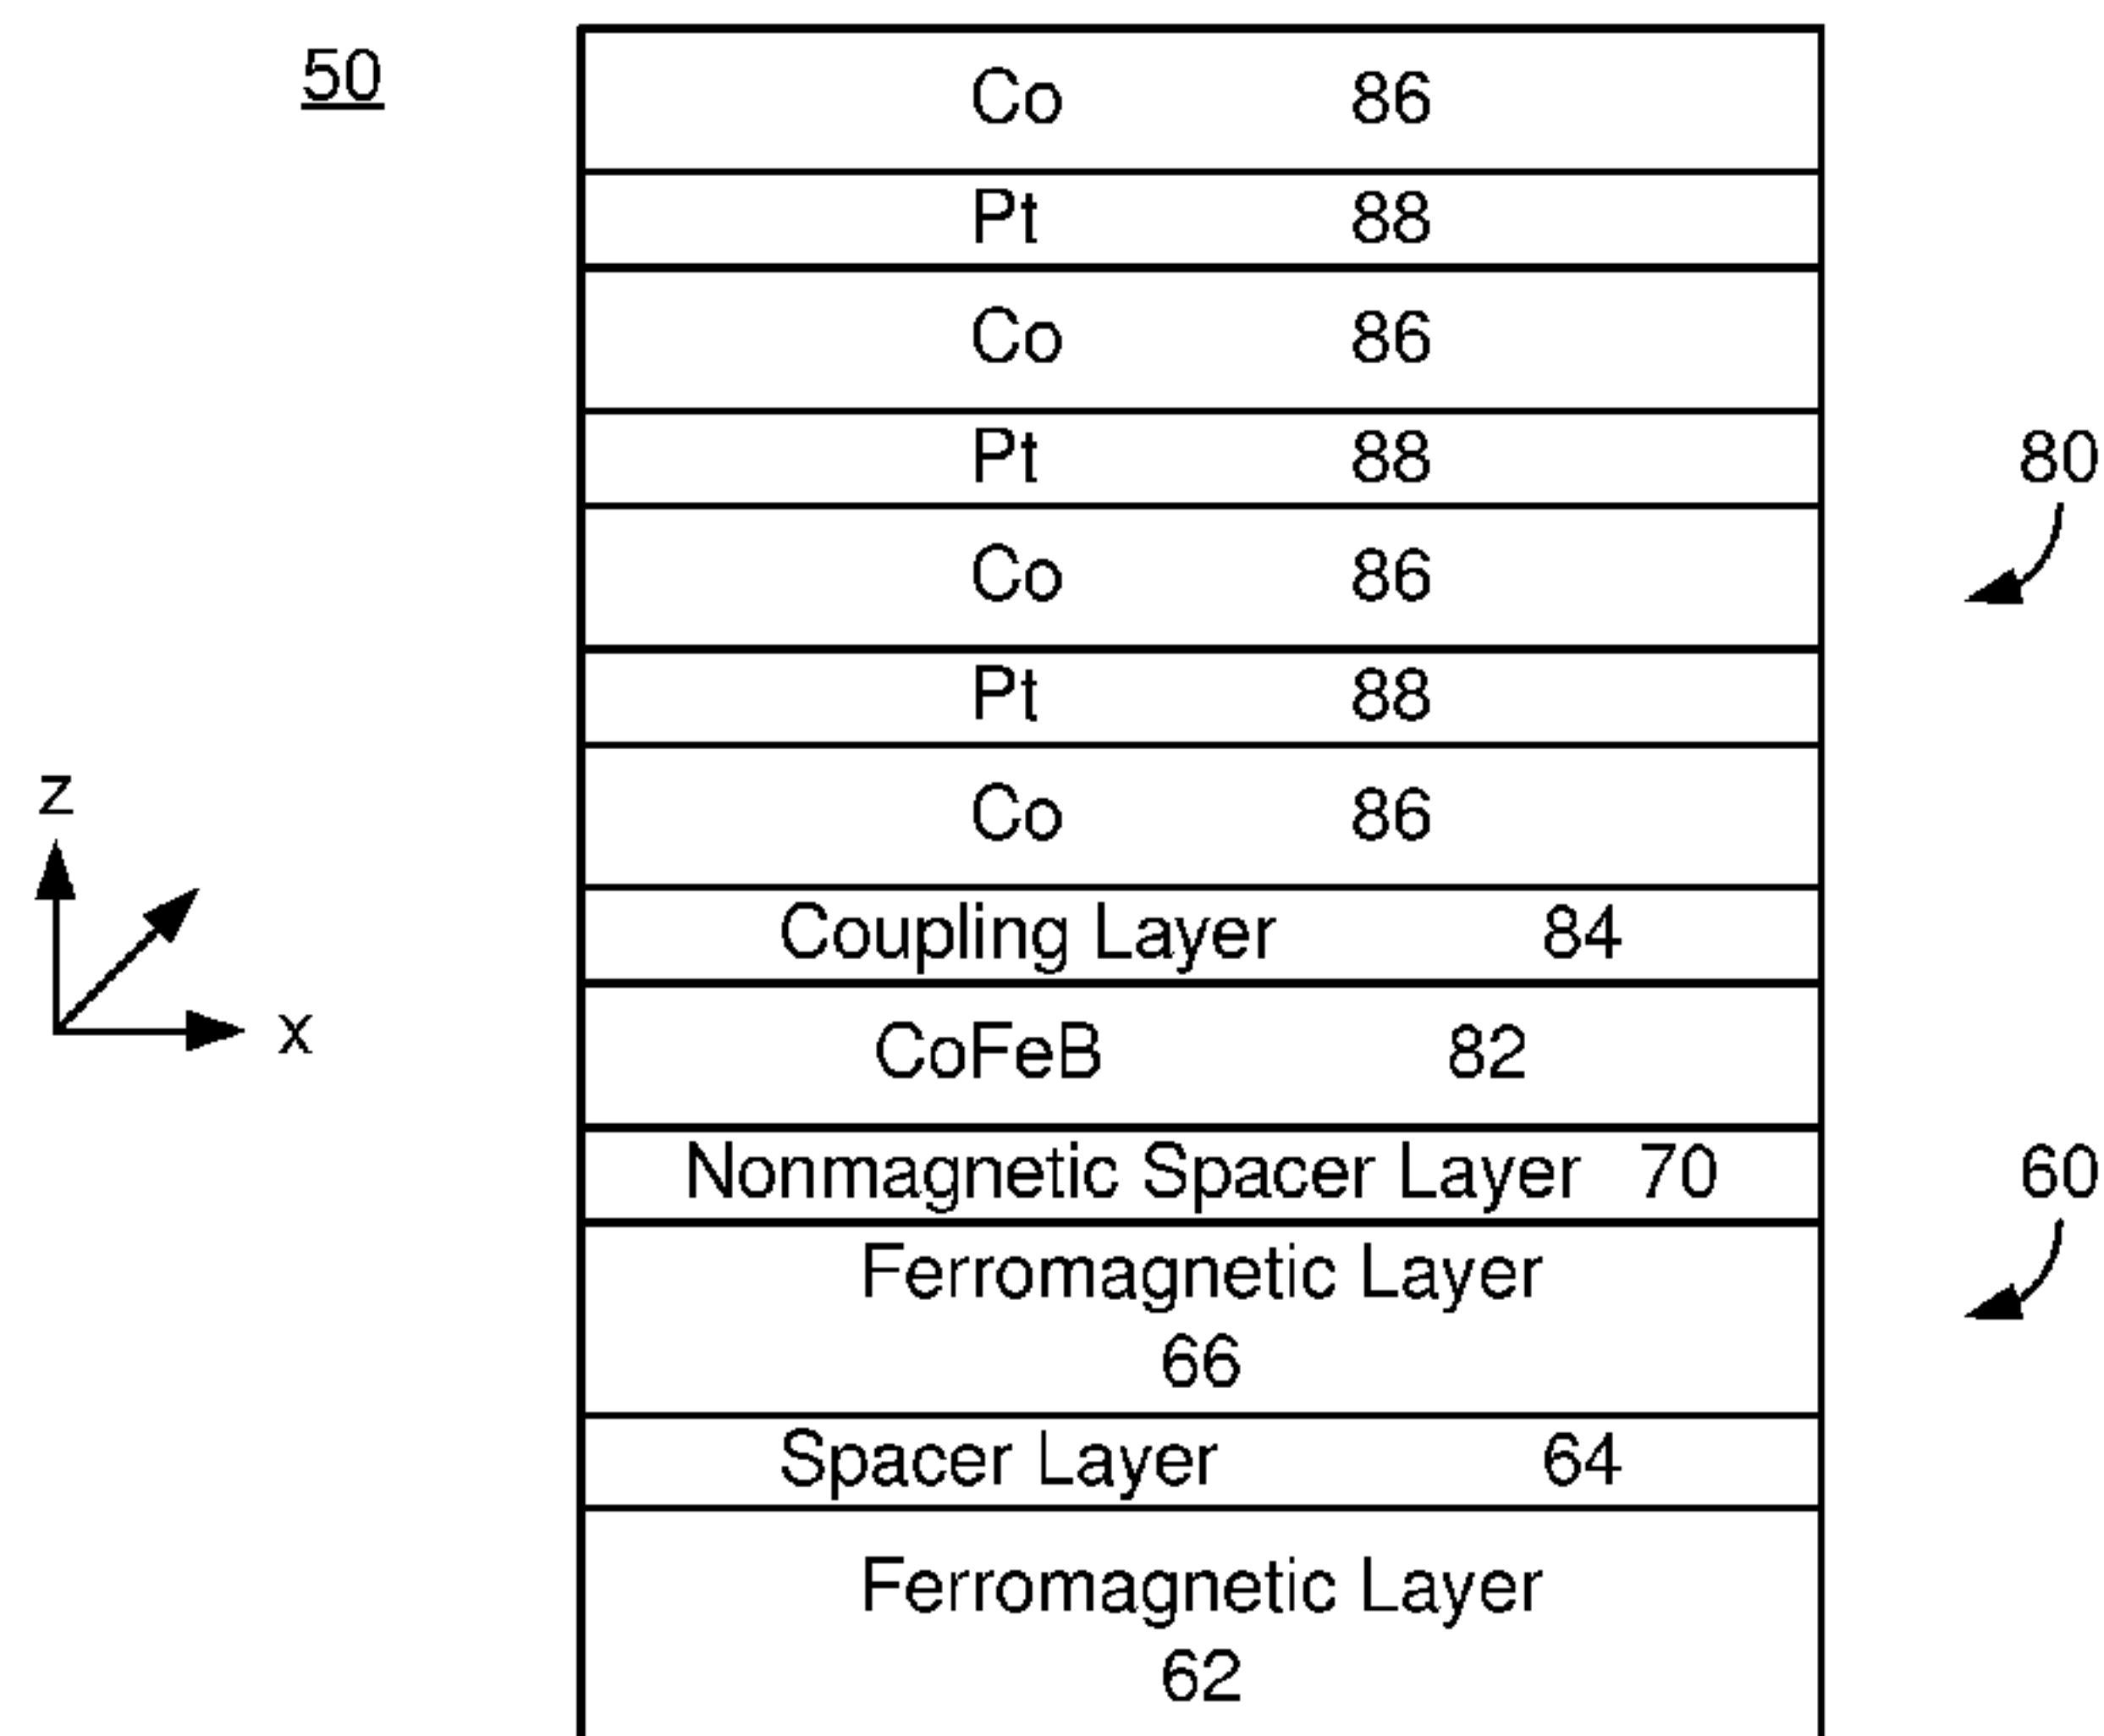 50
Co 86
Pt 88
Co 86
Pt 88
80
Co 86
Pt 88
z
Co 86
Coupling Layer 84
x
CoFeB 82
Nonmagnetic Spacer Layer 70
60
Ferromagnetic Layer
66
Spacer Layer 64
Ferromagnetic Layer
62